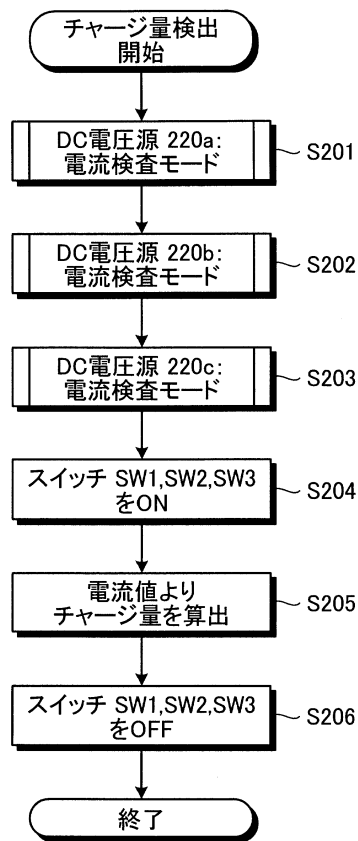 チャージ量検出
開始
DC電圧源 220a:
電流検査モード
S201
DC電圧源 220b:
電流検査モード
S202
DC電圧源 220c:
電流検査モード
S203
スイッチ SW1,SW2,SW3
をON
S204
電流値より
チャージ量を算出
S205
スイッチ SW1,SW2,SW3
をOFF
S206
終了